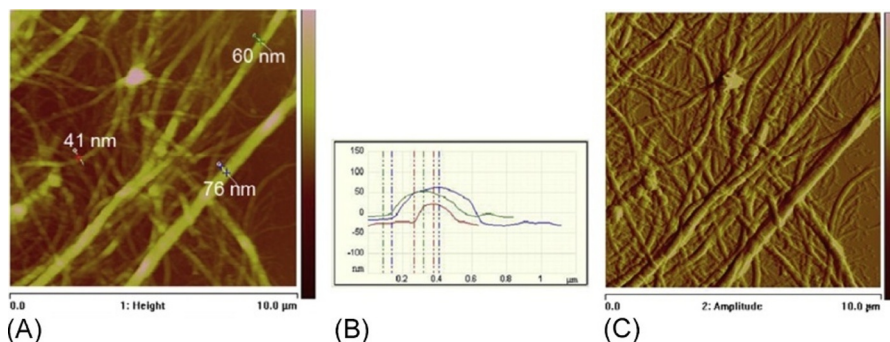 60 nm
41 nm
76 nm
0.0 1: Height 10.0 µm
(A)
150
100
50
0
-50
-100
nm
0.2 0.4 0.6 0.8 1 µm
(B)
0.0 2: Amplitude 10.0 µm
(C)